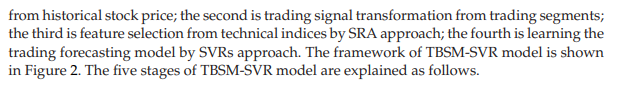 from historical stock price; the second is trading signal transformation from trading segments;
the third is feature selection from technical indices by SRA approach; the fourth is learning the
trading forecasting model by SVRs approach. The framework of TBSM-SVR model is shown
in Figure 2. The five stages of TBSM-SVR model are explained as follows.